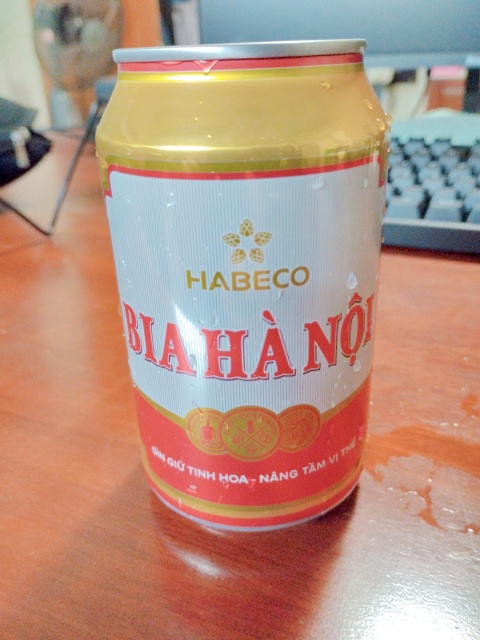 HABECO
BIA HÀ NỘI
GÌN GIỮ TINH HOA - NÂNG TẦM VỊ THẾ